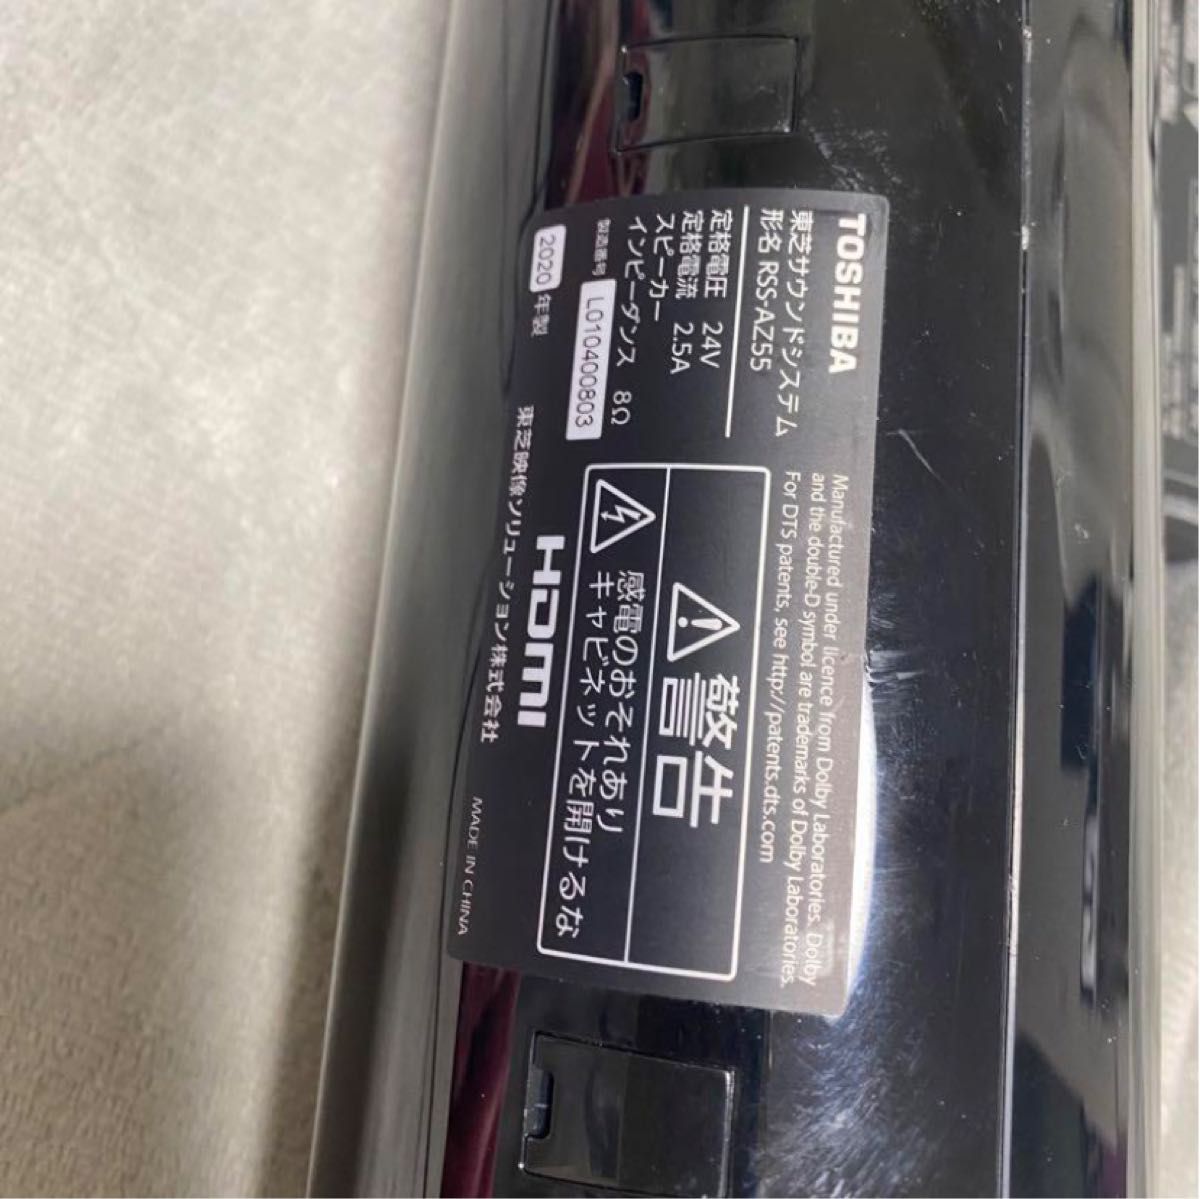 TOSHIBA
東芝サウンドシステム
形名 RSS-AZ55
定格電圧 24V
定格電流 2.5A
スピーカー
インピーダンス 8Ω
製造番号 L010400803
2020 年製
Manufactured under licence from Dolby Laboratories. Dolby
and the double-D symbol are trademarks of Dolby Laboratories.
For DTS patents, see http://patents.dts.com
警告
感電のおそれあり
キャビネットを開けるな
HDMI
東芝映像ソリューション株式会社
MADE IN CHINA